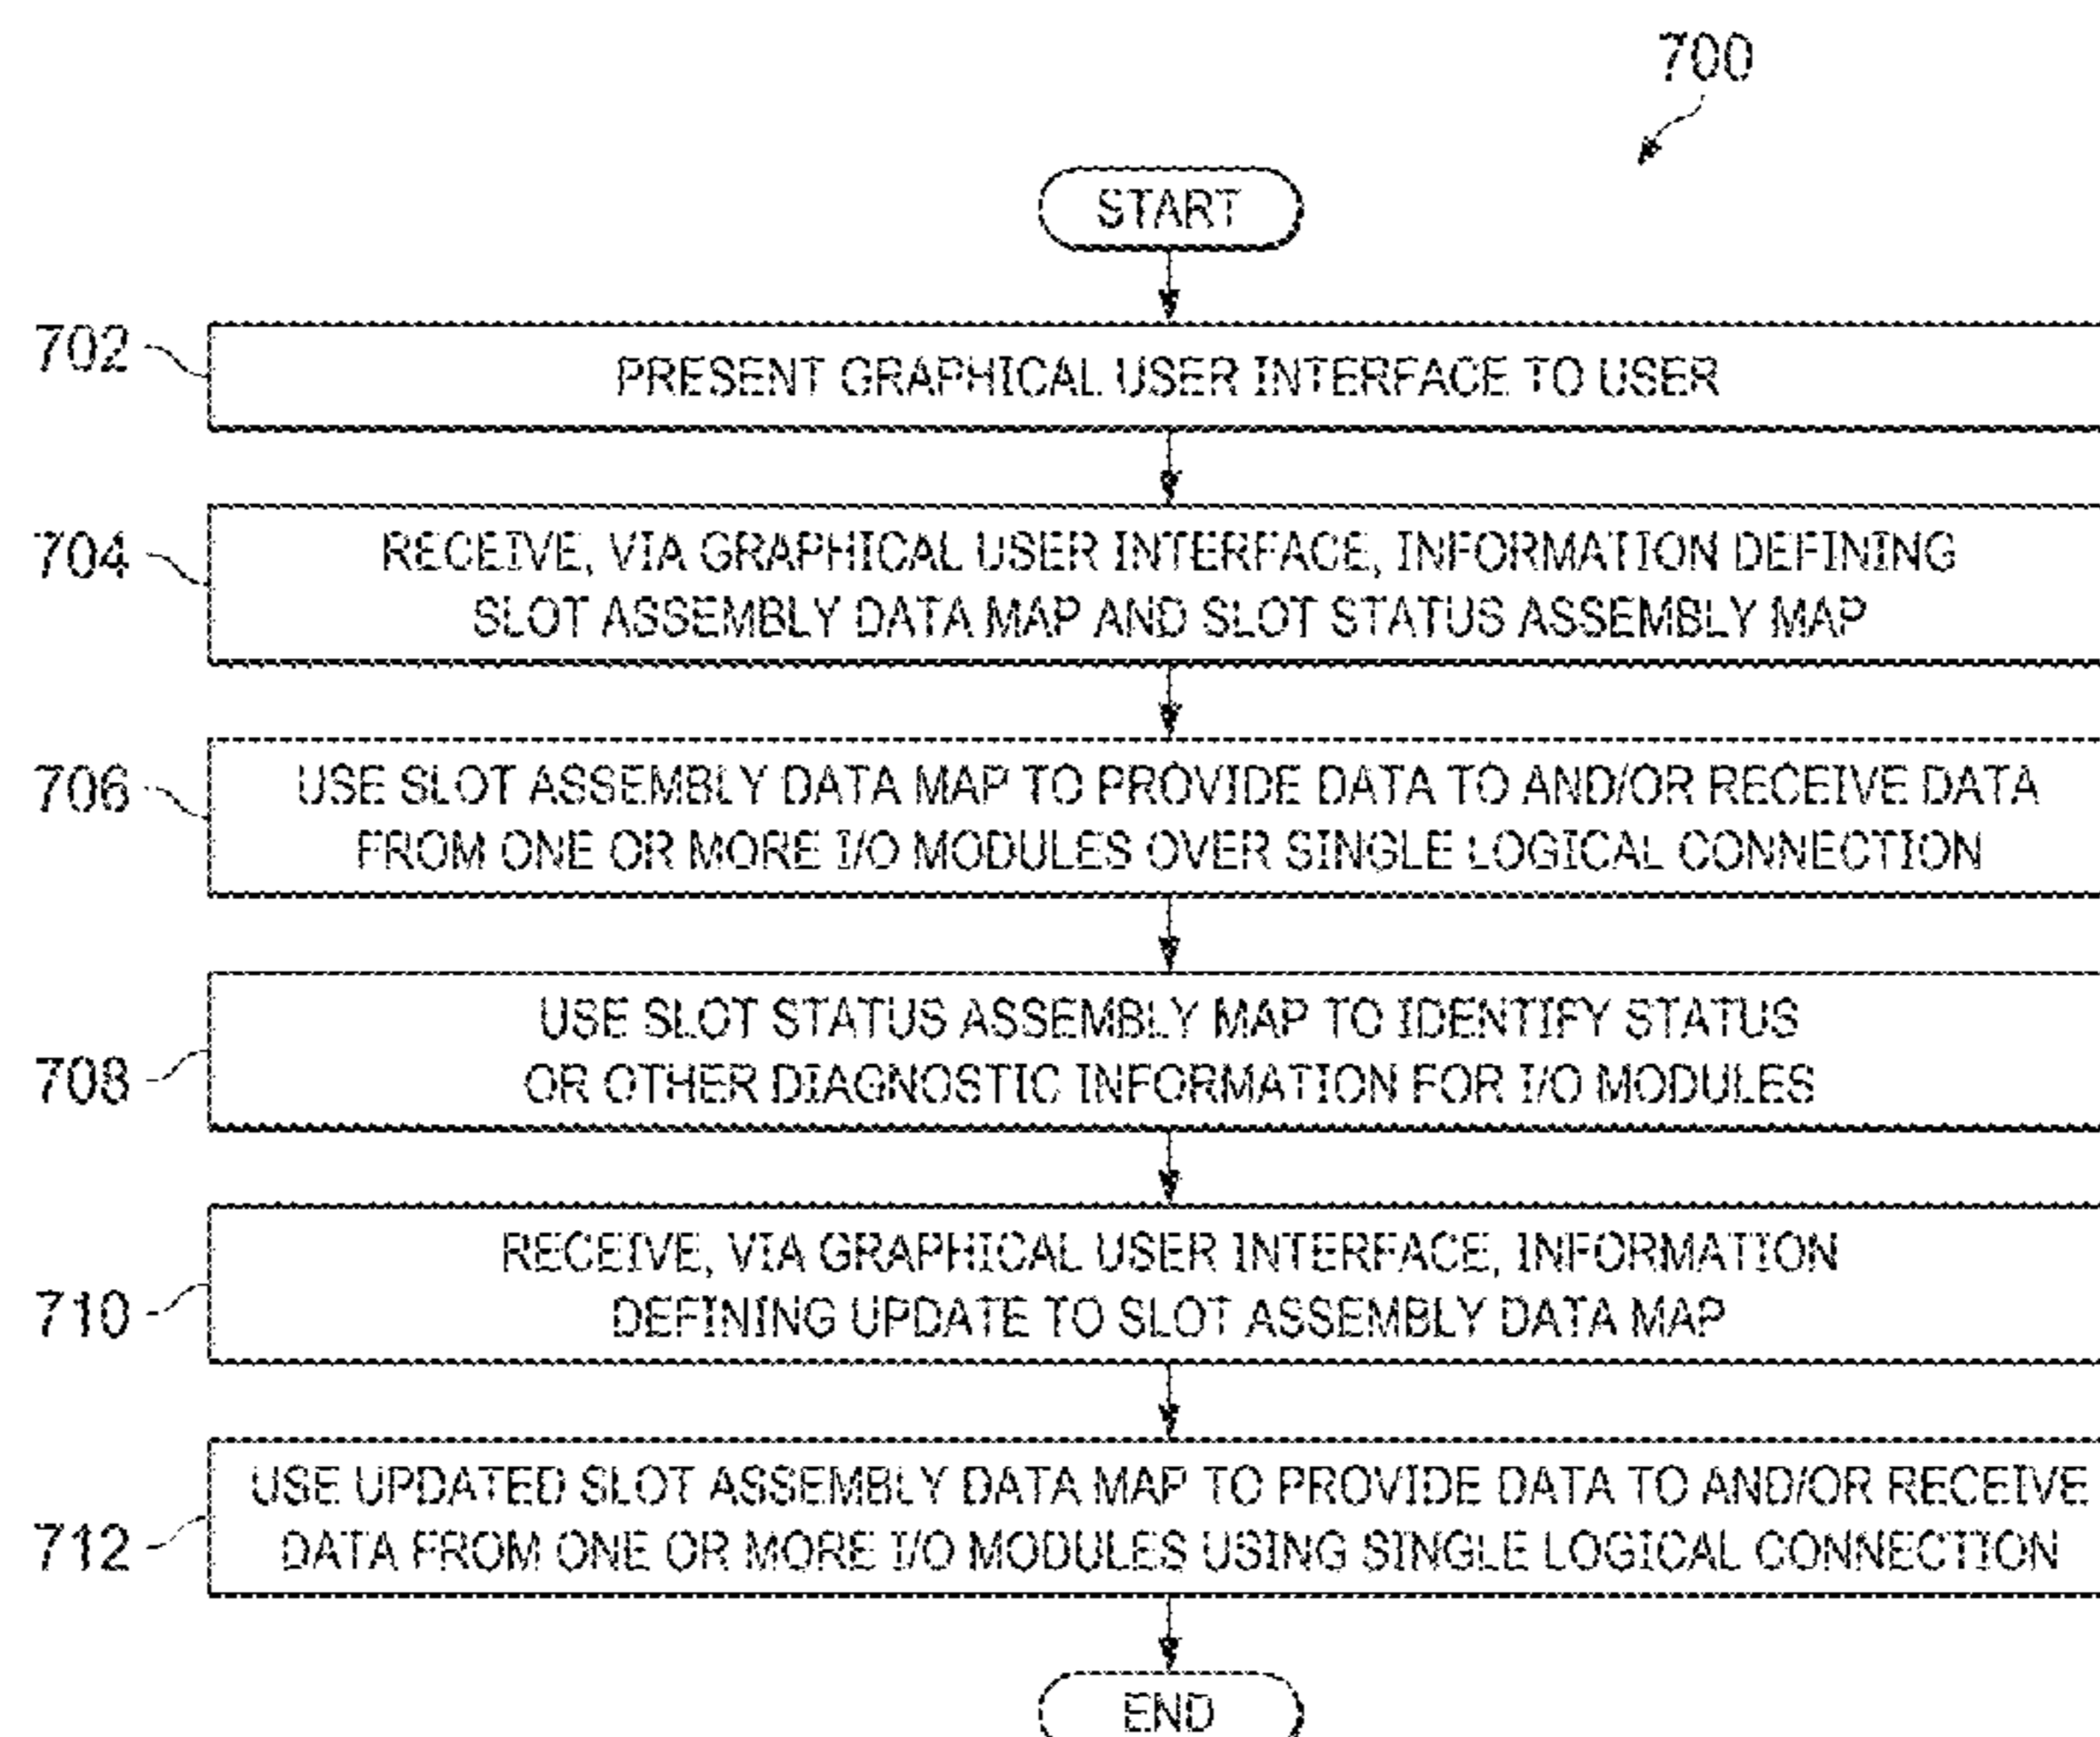 700
START
702
PRESENT GRAPHICAL USER INTERFACE TO USER
704
RECEIVE, VIA GRAPHICAL USER INTERFACE, INFORMATION DEFINING
SLOT ASSEMBLY DATA MAP AND SLOT STATUS ASSEMBLY MAP
706
USE SLOT ASSEMBLY DATA MAP TO PROVIDE DATA TO AND/OR RECEIVE DATA
FROM ONE OR MORE I/O MODULES OVER SINGLE LOGICAL CONNECTION
708
USE SLOT STATUS ASSEMBLY MAP TO IDENTIFY STATUS
OR OTHER DIAGNOSTIC INFORMATION FOR I/O MODULES
710
RECEIVE, VIA GRAPHICAL USER INTERFACE, INFORMATION
DEFINING UPDATE TO SLOT ASSEMBLY DATA MAP
712
USE UPDATED SLOT ASSEMBLY DATA MAP TO PROVIDE DATA TO AND/OR RECEIVE
DATA FROM ONE OR MORE I/O MODULES USING SINGLE LOGICAL CONNECTION
END